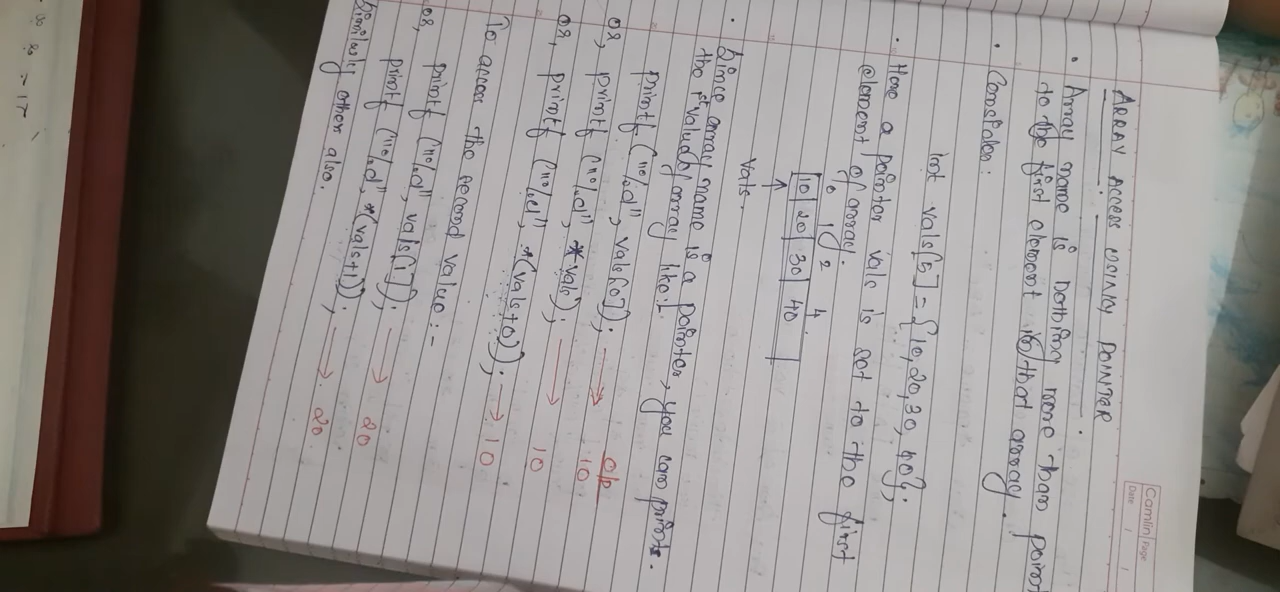 Camlin Page
Date / /
ARRAY ACCESS USING POINTER
• Array name is nothing more than point
to the first element of that array.
• Consider:
int vals[5] = {10, 20, 30, 40};
• Here a pointer vals is set to the first
element of array.
0 1 2 4
10 20 30 40
↑
vals.
• Since array name is a pointer, you can print.
the 1st value of array like:-
printf ("%d", vals[0]); → o/p 10
or, printf ("%d", *vals); → 10
or, printf ("%d", *(vals+0)); → 10
To access the second value :-
printf ("%d", vals[1]); → 20
or, printf ("%d", *(vals+1)); → 20
Similarly other also.
→ 17